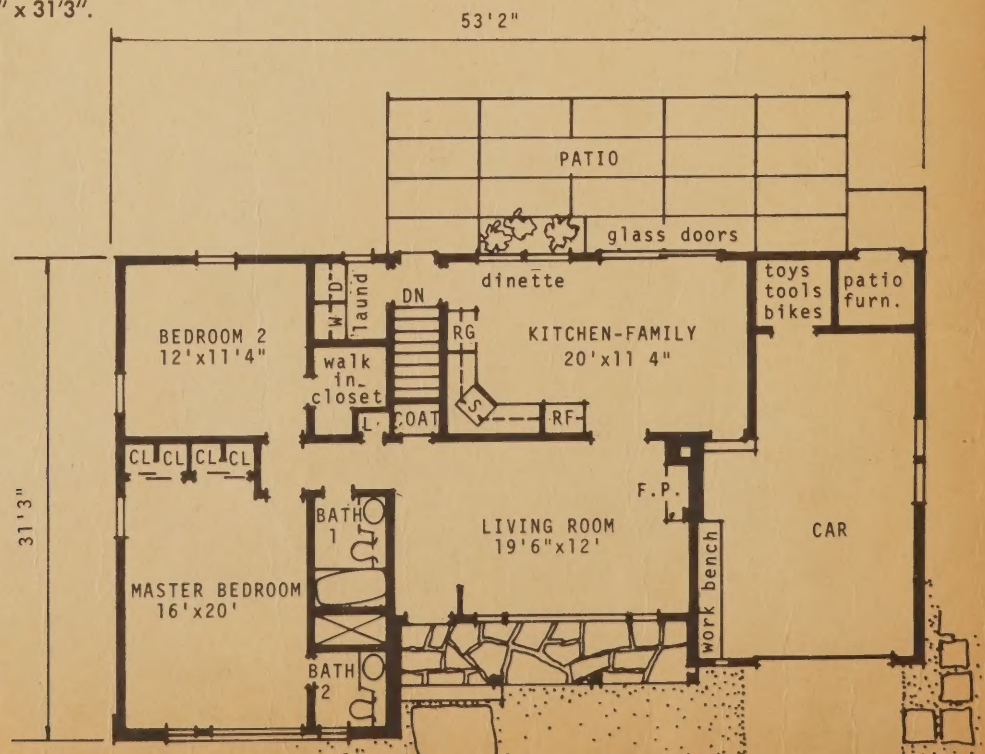 " x 31'3".
53'2"
PATIO
glass doors
dinette
toys
tools
bikes
patio
furn.
W D
laund
DN
BEDROOM 2
12'x11'4"
RG
KITCHEN-FAMILY
20'x11 4"
walk
in
closet
S
L.
COAT
RF
CL CL CL CL
31'3"
F.P.
BATH
1
LIVING ROOM
19'6"x12'
CAR
work bench
MASTER BEDROOM
16'x20'
BATH
2